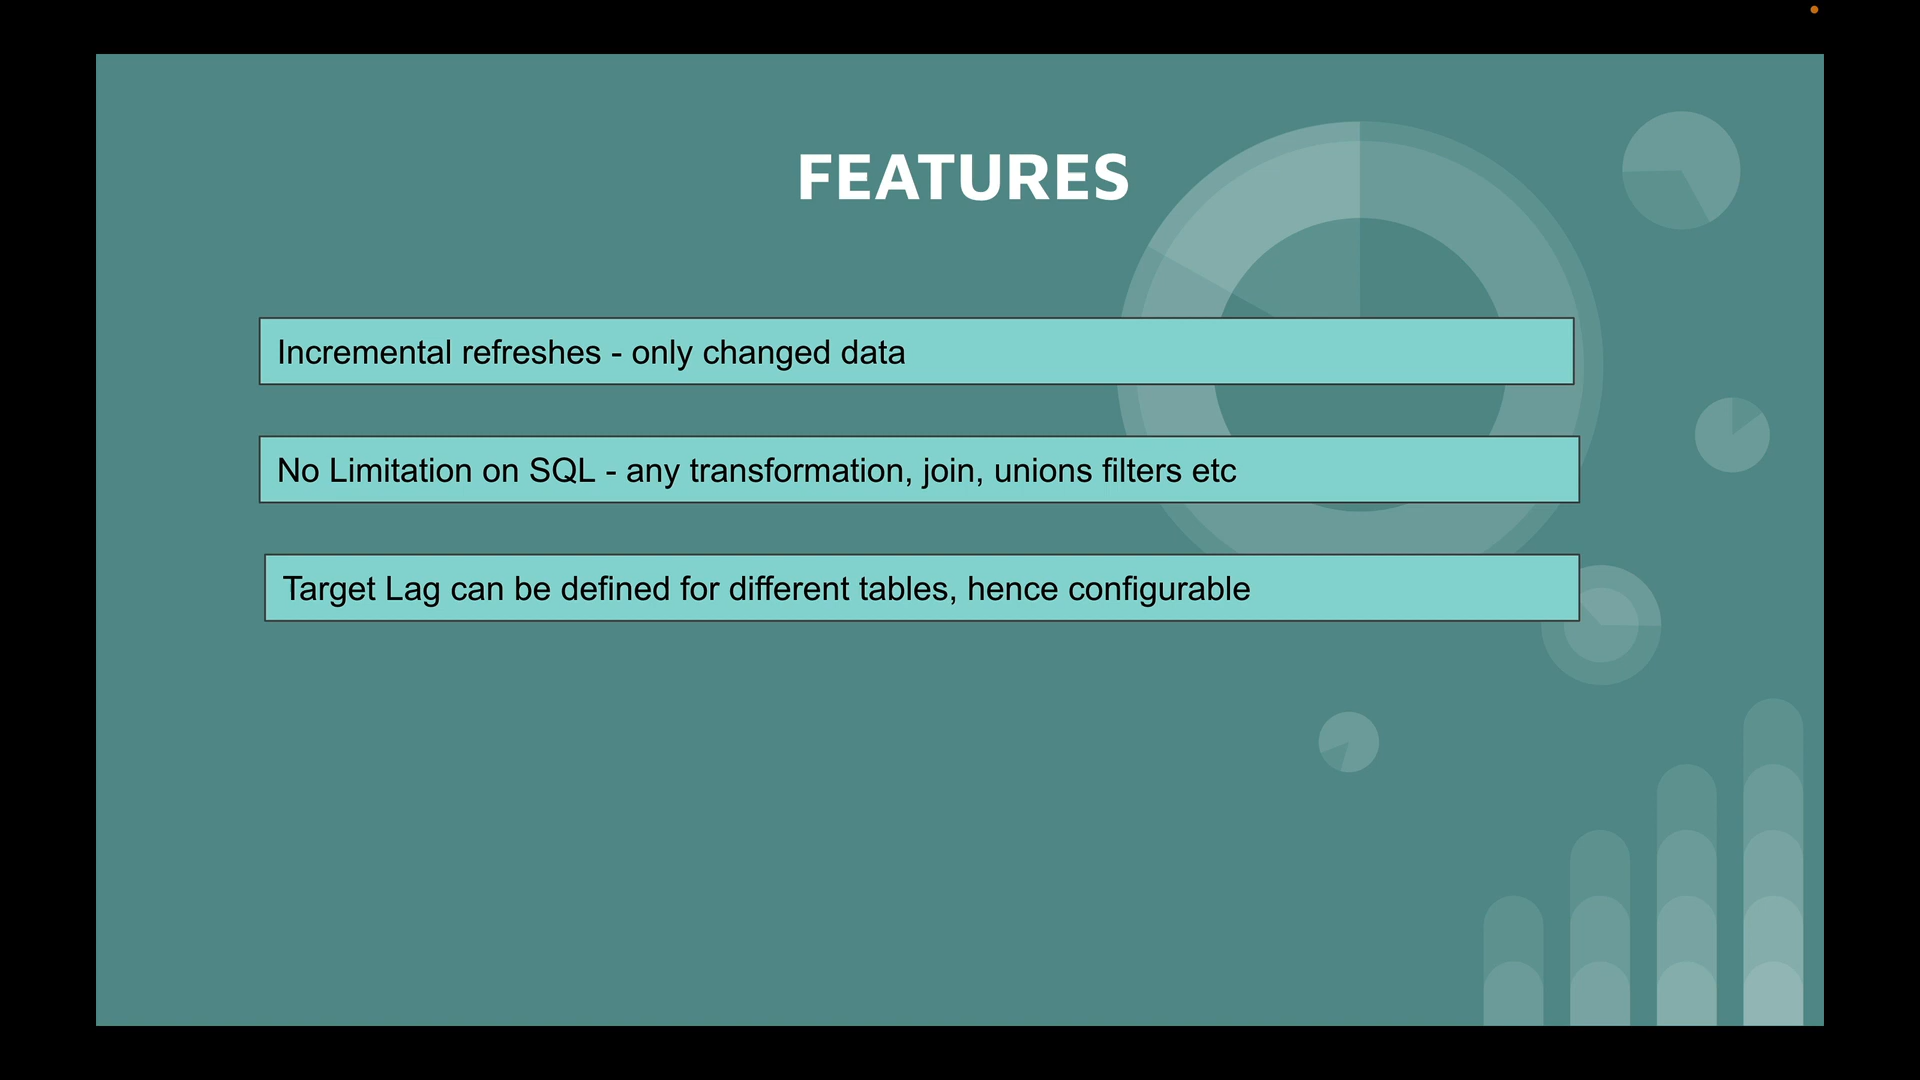 FEATURES
Incremental refreshes - only changed data
No Limitation on SQL - any transformation, join, unions filters etc
Target Lag can be defined for different tables, hence configurable